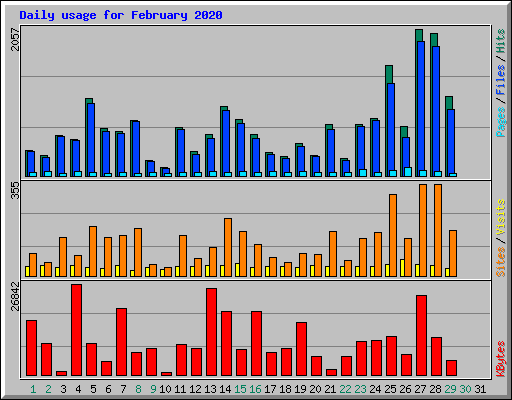 Daily usage for February 2020
2057
Pages/Files/Hits
355
Sites/Visits
26842
KBytes
1 2 3 4 5 6 7 8 9 10 11 12 13 14 15 16 17 18 19 20 21 22 23 24 25 26 27 28 29 30 31